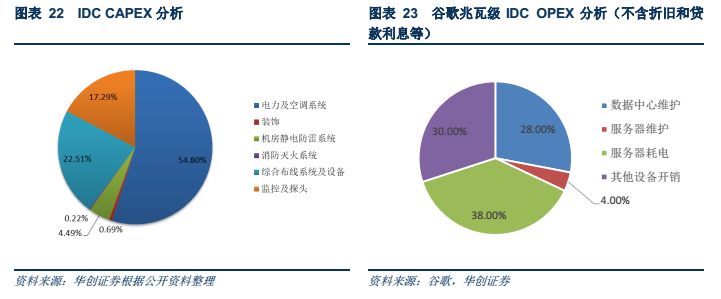 图表 22 IDC CAPEX 分析
17.29%
22.51%
0.22%
4.49%
0.69%
54.80%
电力及空调系统
装饰
机房静电防雷系统
消防灭火系统
综合布线系统及设备
监控及探头
资料来源：华创证券根据公开资料整理
图表 23 谷歌兆瓦级 IDC OPEX 分析（不含折旧和贷
款利息等）
30.00%
28.00%
4.00%
38.00%
数据中心维护
服务器维护
服务器耗电
其他设备开销
资料来源：谷歌，华创证券